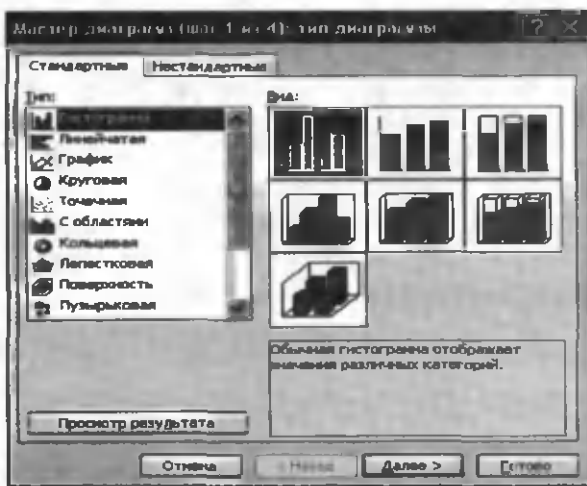 Мастер диаграмм (шаг 1 из 4): тип диаграммы
Стандартные Нестандартные
Тип:
Гистограмма
Линейчатая
График
Круговая
Точечная
С областями
Кольцевая
Лепестковая
Поверхность
Пузырьковая
Вид:
Обычная гистограмма отображает
значения различных категорий.
Просмотр результата
Отмена < Назад Далее > Готово